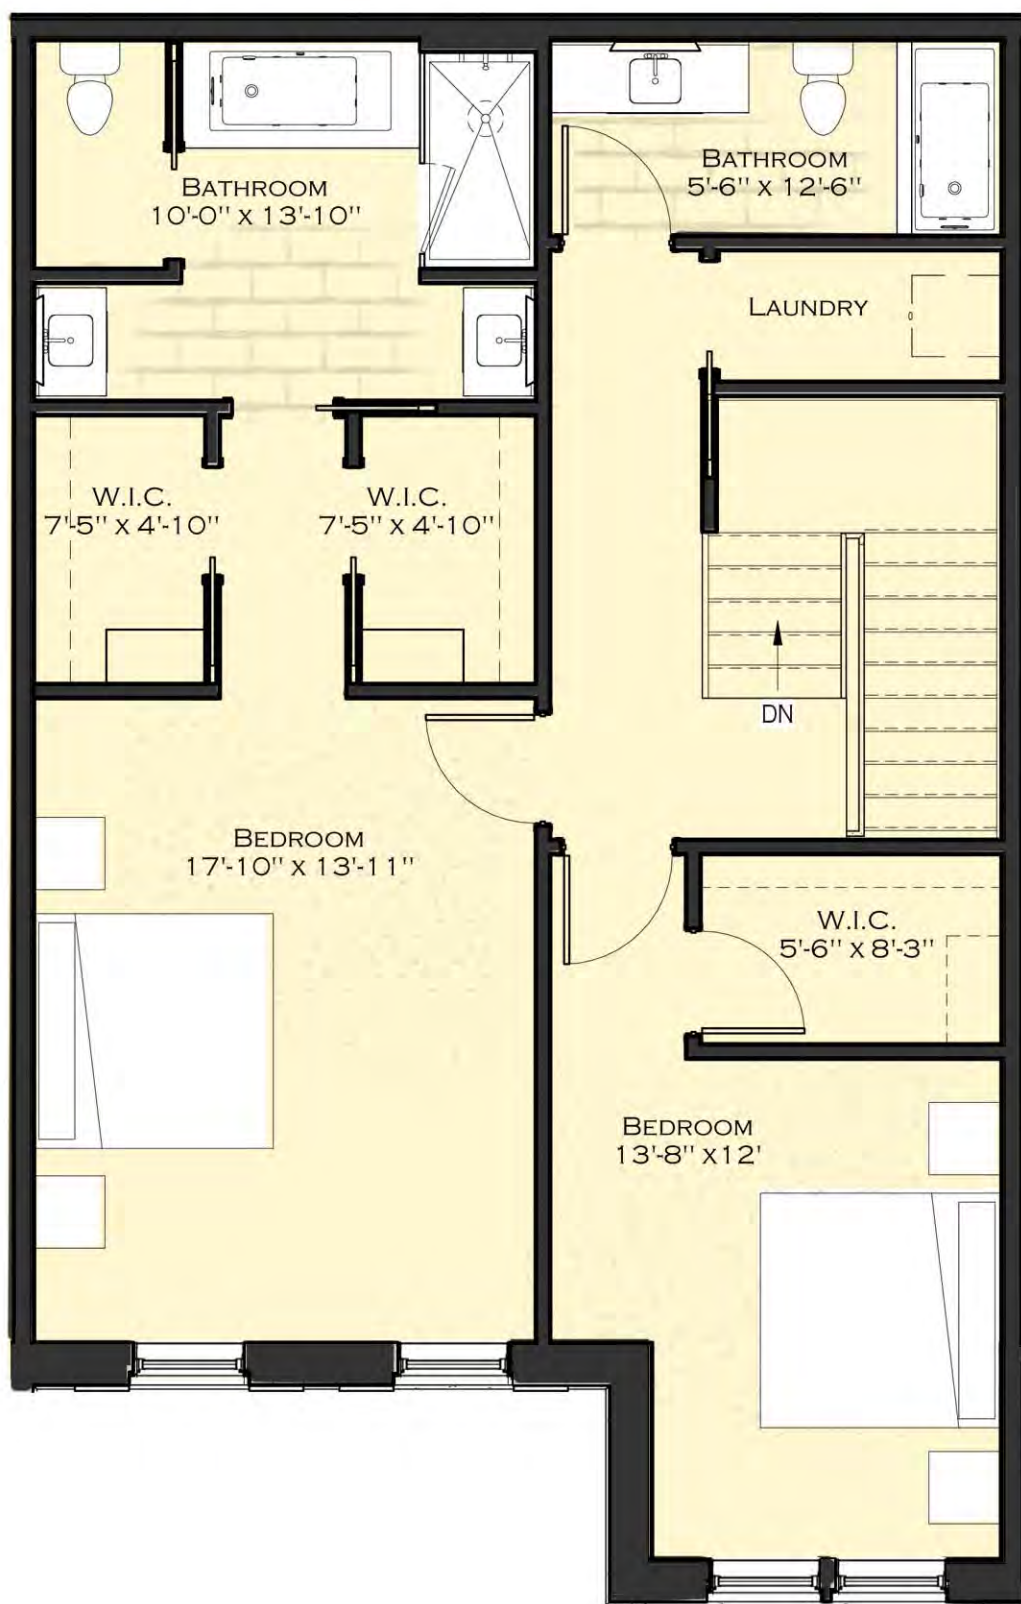 BATHROOM
10'-0" X 13'-10"
BATHROOM
5'-6" X 12'-6"
LAUNDRY
W.I.C.
7'-5" X 4'-10"
W.I.C.
7'-5" X 4'-10"
DN
BEDROOM
17'-10" X 13'-11"
W.I.C.
5'-6" X 8'-3"
BEDROOM
13'-8" X12'